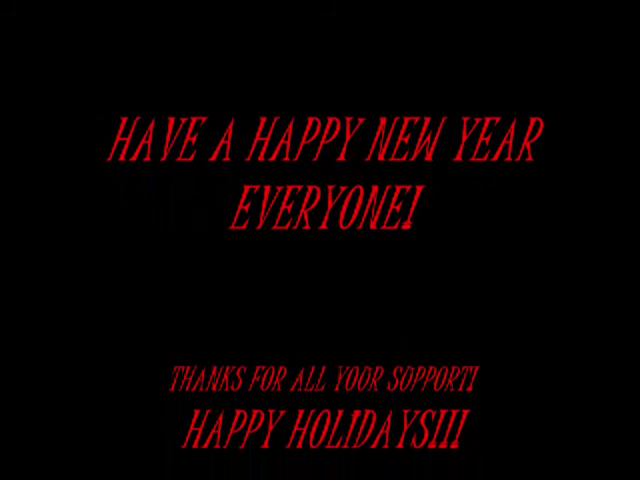 HAVE A HAPPY NEW YEAR
EVERYONE!
THANKS FOR ALL YOUR SUPPORT!
HAPPY HOLIDAYS!!!